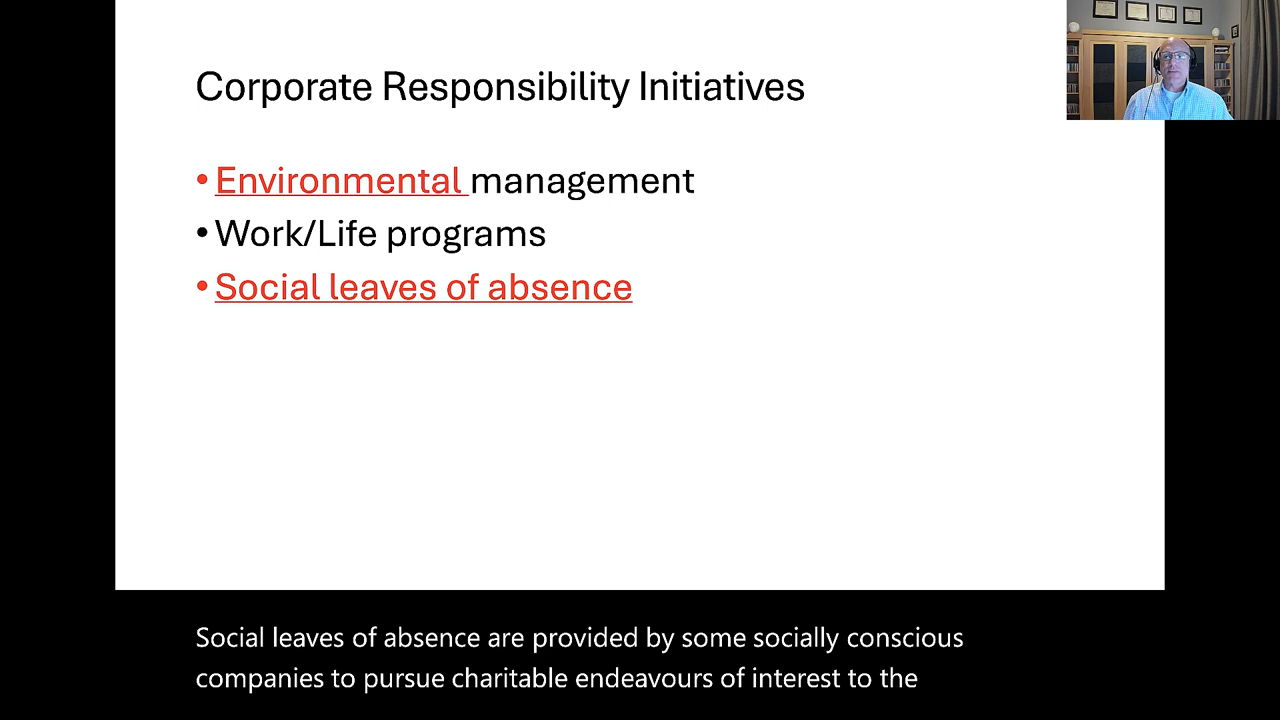 Corporate Responsibility Initiatives
• Environmental management
• Work/Life programs
• Social leaves of absence
Social leaves of absence are provided by some socially conscious
companies to pursue charitable endeavours of interest to the